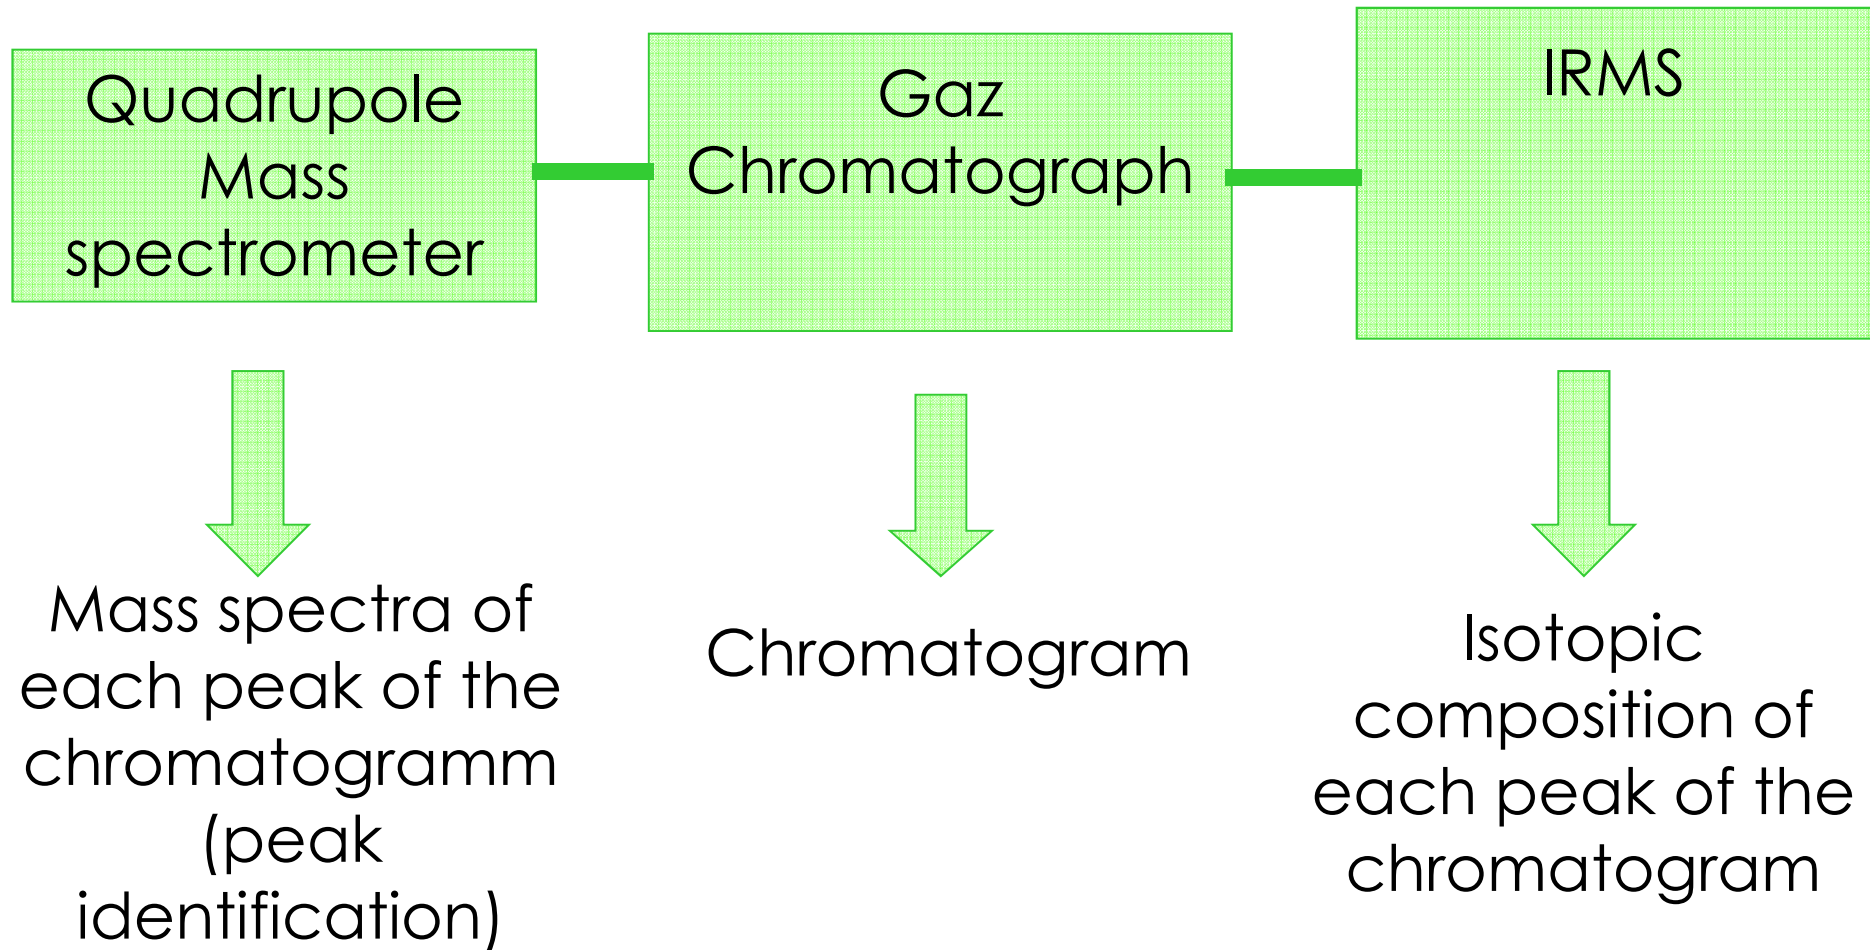 Quadrupole
Mass
spectrometer
Gaz
Chromatograph
IRMS
Mass spectra of
each peak of the
chromatogramm
(peak
identification)
Chromatogram
Isotopic
composition of
each peak of the
chromatogram